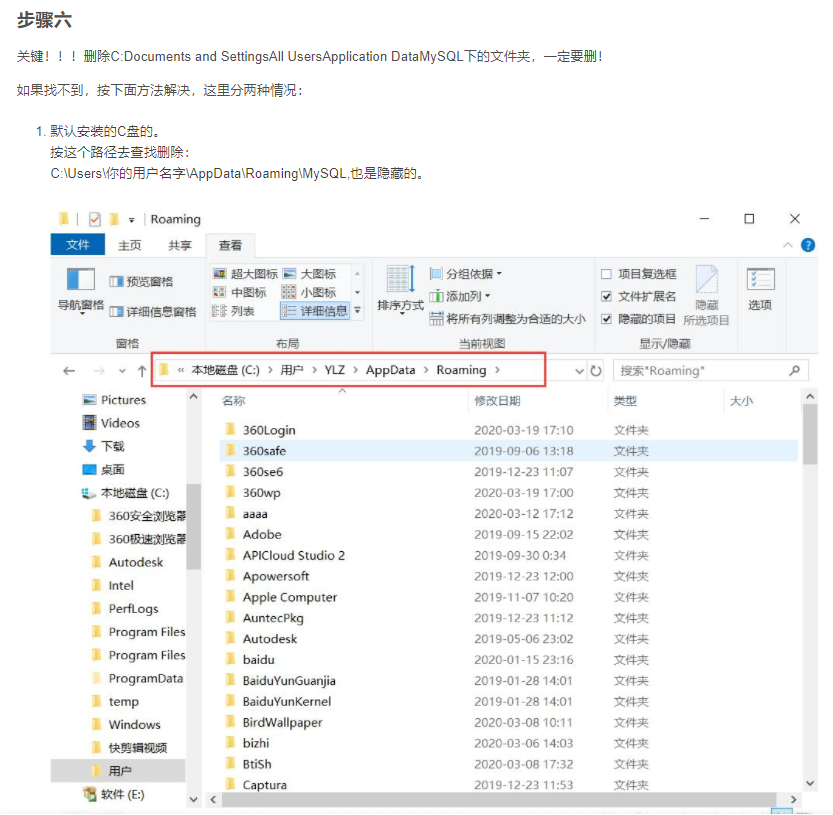 步骤六
关键！！！删除C:Documents and SettingsAll UsersApplication DataMySQL下的文件夹，一定要删！
如果找不到，按下面方法解决，这里分两种情况：
1. 默认安装的C盘的。
按这个路径去查找删除：
C:\Users\你的用户名字\AppData\Roaming\MySQL,也是隐藏的。
Roaming
文件 主页 共享 查看
导航窗格 预览窗格 详细信息窗格
超大图标 大图标
中图标 小图标
列表 详细信息
排序方式 分组依据
添加列
将所有列调整为合适的大小
项目复选框
文件扩展名
隐藏的项目
隐藏
所选项目
选项
窗格 布局 当前视图 显示/隐藏
« 本地磁盘 (C:) > 用户 > YLZ > AppData > Roaming >
搜索"Roaming"
Pictures
Videos
下载
桌面
本地磁盘 (C:)
360安全浏览器
360极速浏览器
Autodesk
Intel
PerfLogs
Program Files
Program Files
ProgramData
temp
Windows
快剪辑视频
用户
软件 (E:)
名称 修改日期 类型 大小
360Login 2020-03-19 17:10 文件夹
360safe 2019-09-06 13:18 文件夹
360se6 2019-12-23 11:07 文件夹
360wp 2020-03-19 17:00 文件夹
aaaa 2020-03-12 17:12 文件夹
Adobe 2019-09-15 22:02 文件夹
APICloud Studio 2 2019-09-30 0:34 文件夹
Apowersoft 2019-12-23 12:00 文件夹
Apple Computer 2019-11-07 10:20 文件夹
AuntecPkg 2019-12-23 11:12 文件夹
Autodesk 2019-05-06 23:02 文件夹
baidu 2020-01-15 23:16 文件夹
BaiduYunGuanjia 2019-01-28 14:01 文件夹
BaiduYunKernel 2019-01-28 14:01 文件夹
BirdWallpaper 2020-03-08 10:11 文件夹
bizhi 2020-03-06 14:03 文件夹
BtiSh 2020-03-08 17:32 文件夹
Captura 2019-12-23 11:53 文件夹